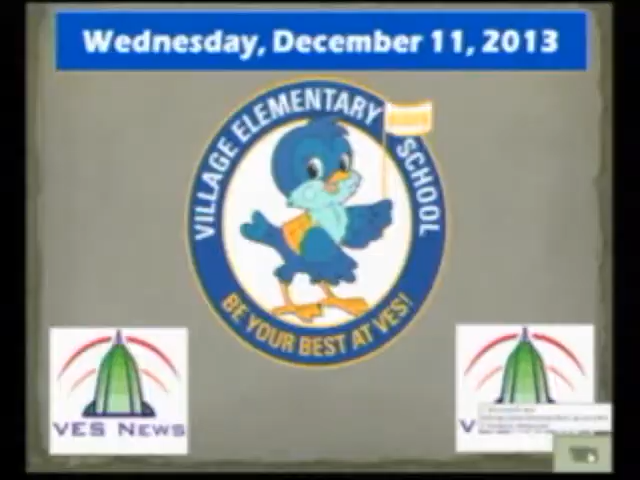 Wednesday, December 11, 2013
VILLAGE ELEMENTARY SCHOOL
BE YOUR BEST AT VES!
VES NEWS
V